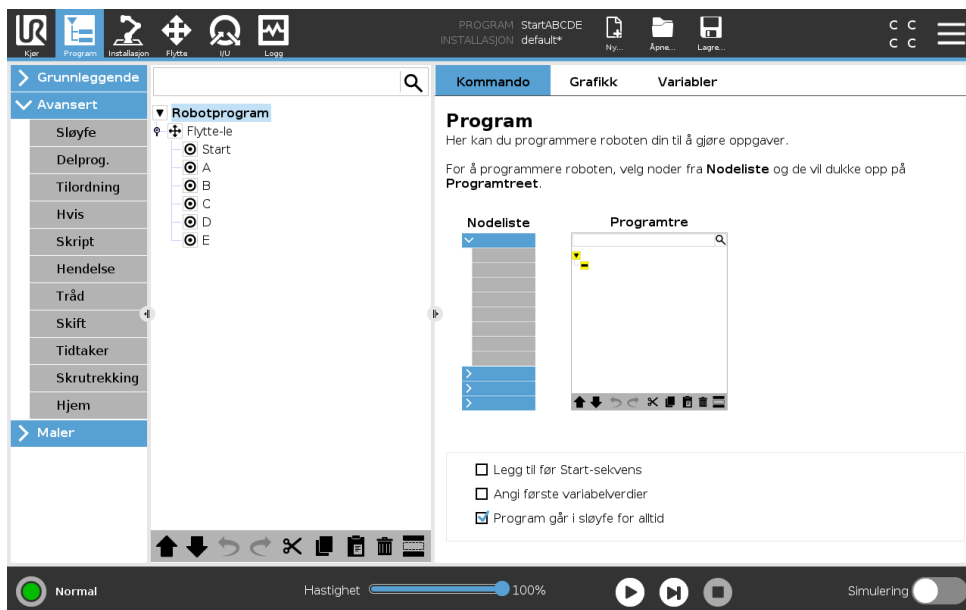 PROGRAM StartABCDE
INSTALLASJON default*
C C
C C
Kjør Program Installasjon Flytte I/U Logg Ny... Åpne... Lagre...
Grunnleggende
Avansert
Sløyfe
Delprog.
Tilordning
Hvis
Skript
Hendelse
Tråd
Skift
Tidtaker
Skrutrekking
Hjem
Maler
Robotprogram
Flytte-le
Start
A
B
C
D
E
Kommando Grafikk Variabler
Program
Her kan du programmere roboten din til å gjøre oppgaver.
For å programmere roboten, velg noder fra Nodeliste og de vil dukke opp på
Programtreet.
Nodeliste Programtre
Legg til før Start-sekvens
Angi første variabelverdier
Program går i sløyfe for alltid
Normal Hastighet 100% Simulering